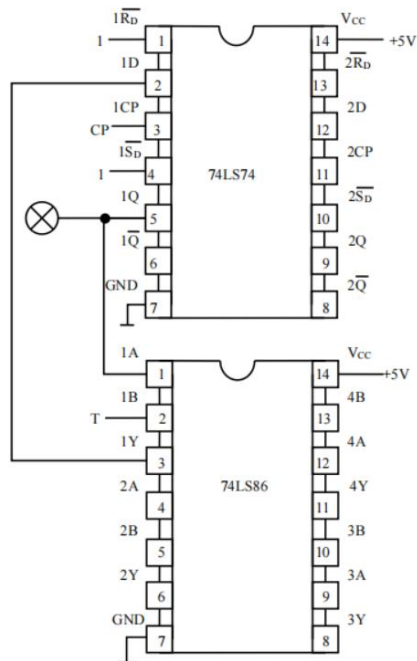 1R̅D̅ VCC
1 1 14 +5V
1D 2R̅D̅
2 13
1CP 2D
CP 3 12
1S̅D̅ 2CP
1 4 74LS74 11
1Q 2S̅D̅
5 10
1Q̅ 2Q
6 9
GND 2Q̅
7 8
1A VCC
1 14 +5V
1B 4B
T 2 13
1Y 4A
3 12
2A 74LS86 4Y
4 11
2B 3B
5 10
2Y 3A
6 9
GND 3Y
7 8